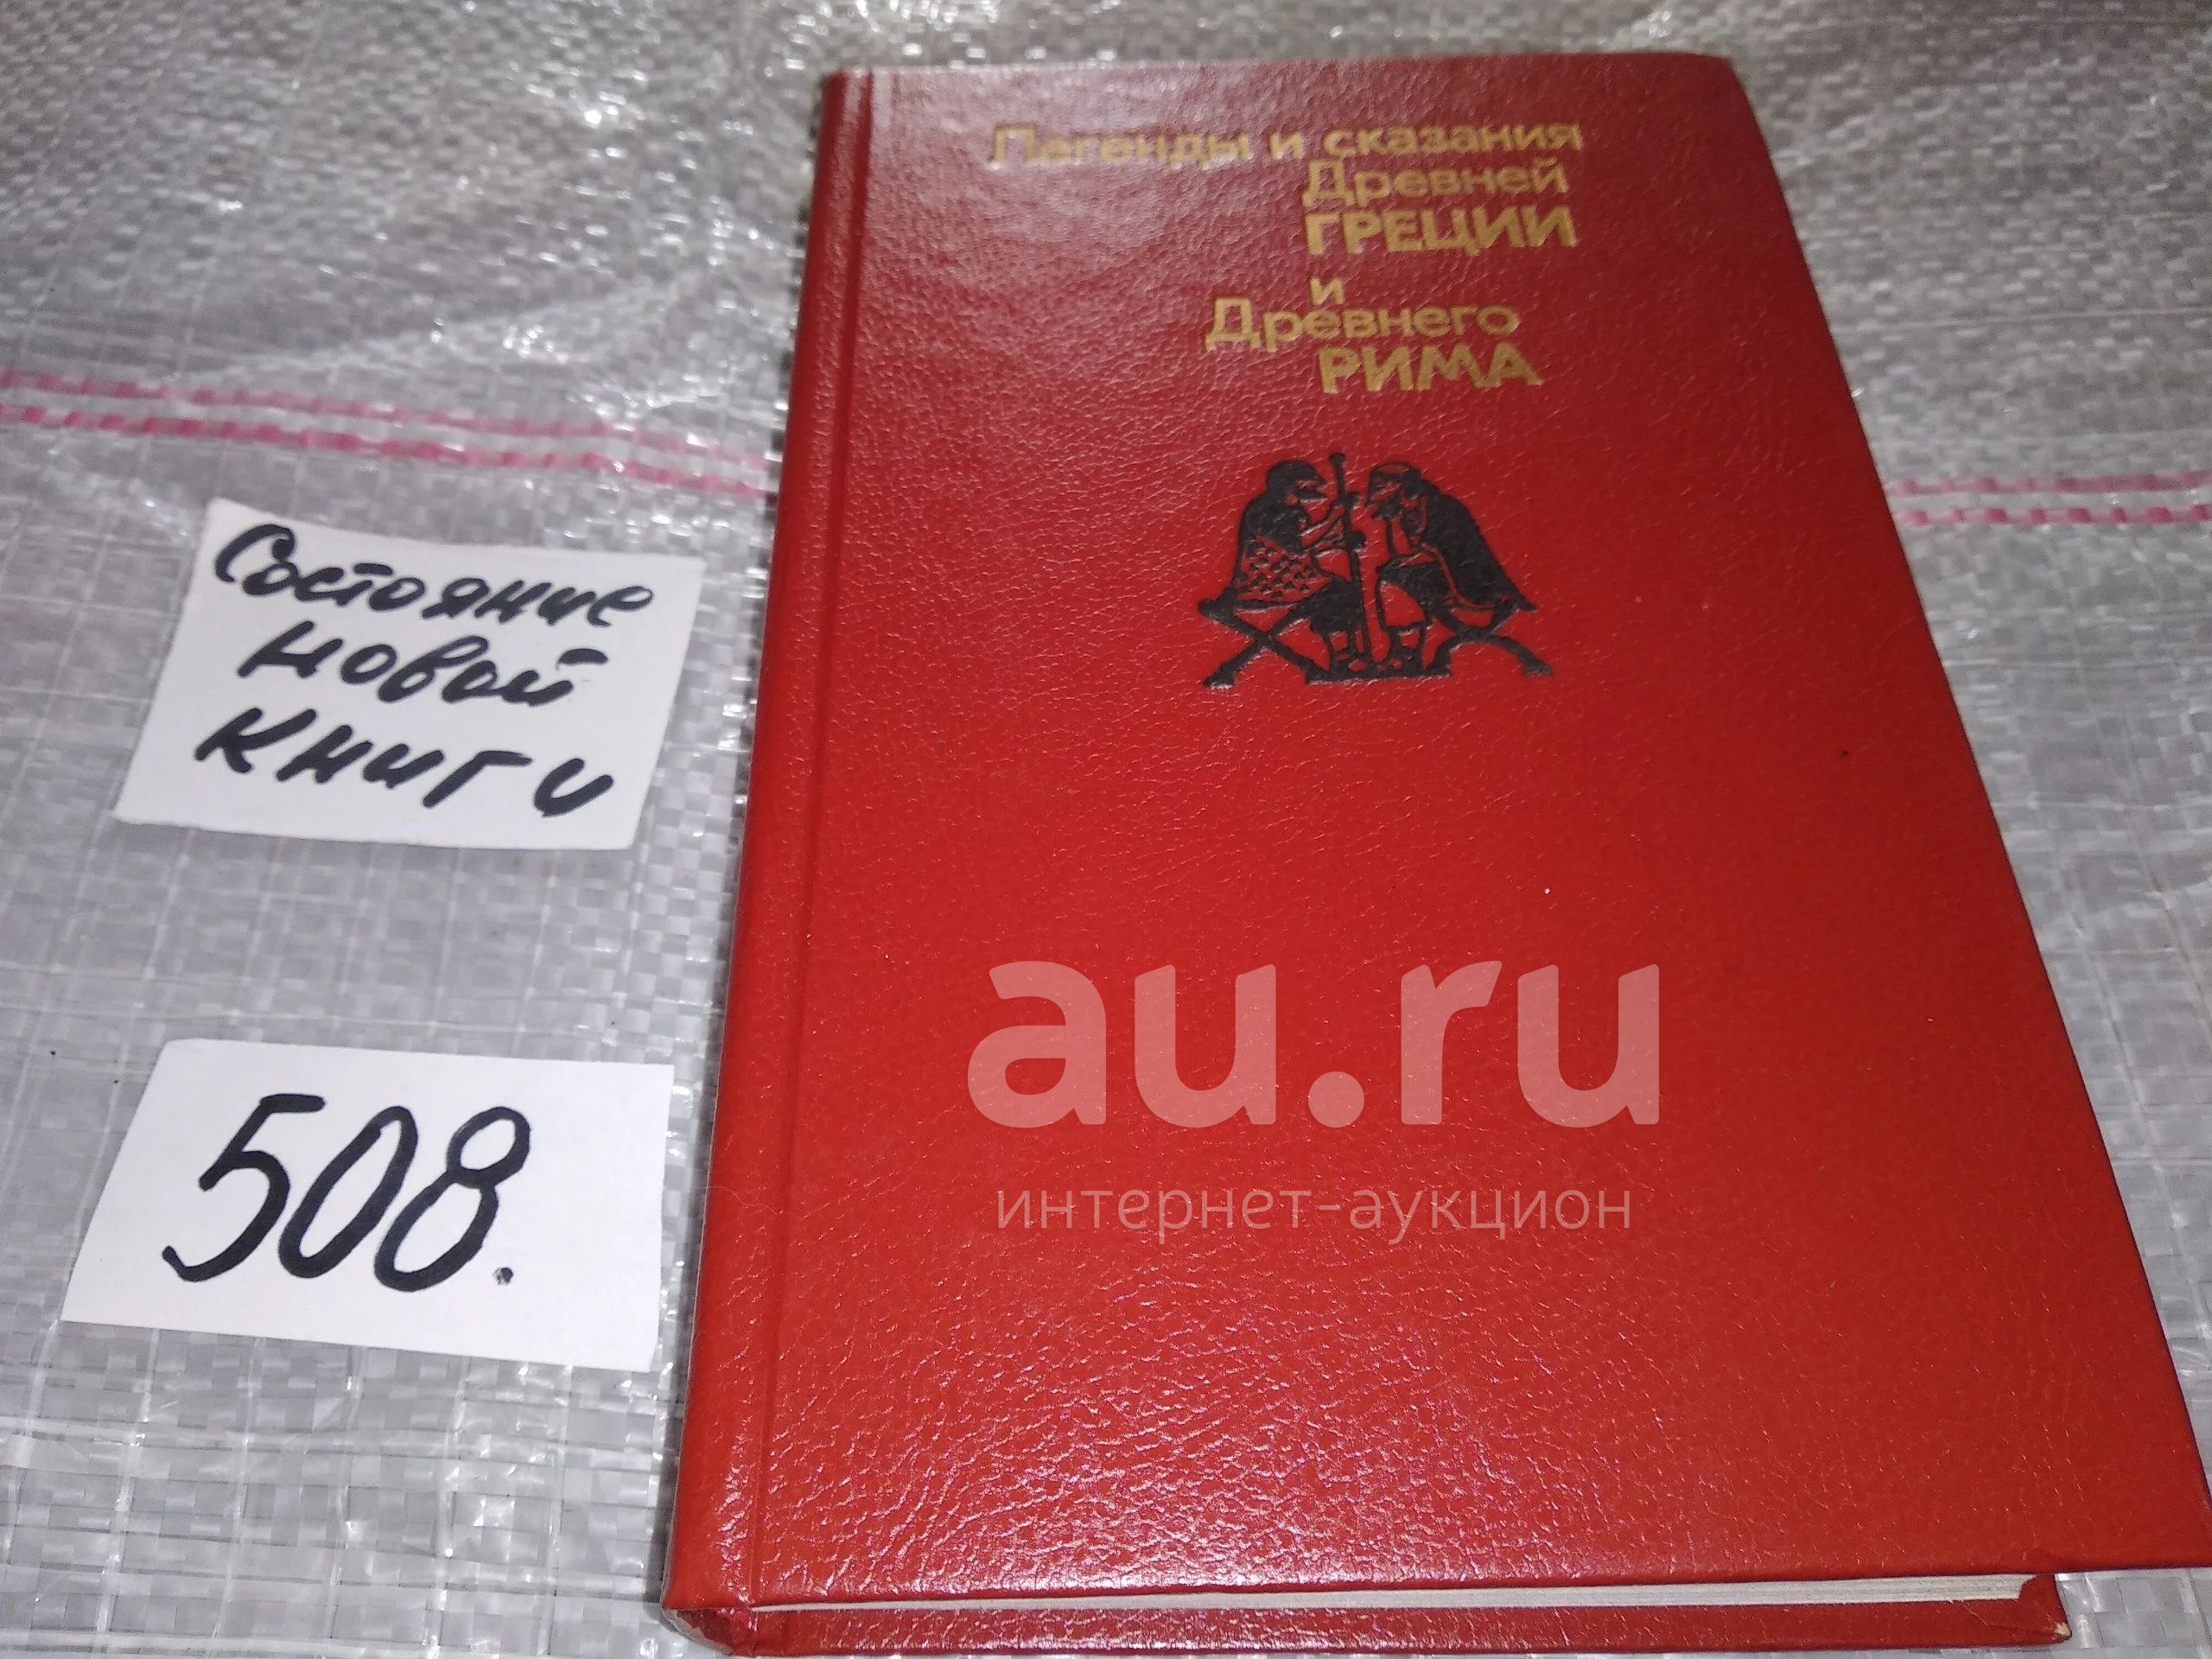 Легенды и сказания
Древней
ГРЕЦИИ
и
Древнего
РИМА
Состояние
новой
книги
508.
au.ru
интернет-аукцион